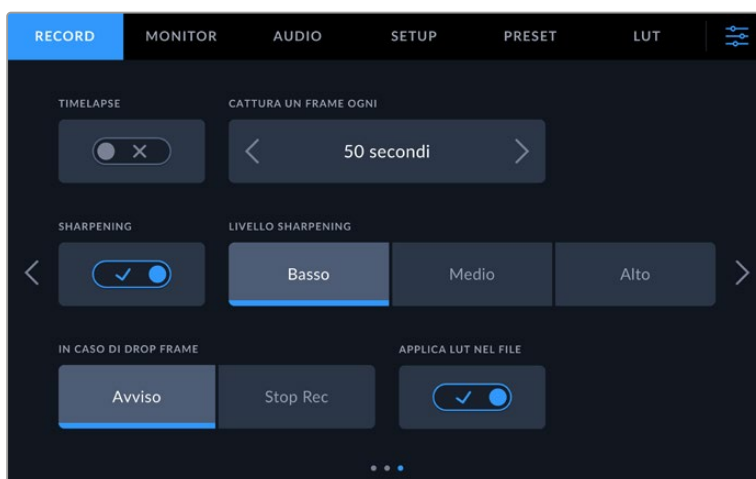 RECORD MONITOR AUDIO SETUP PRESET LUT
TIMELAPSE CATTURA UN FRAME OGNI
50 secondi
SHARPENING LIVELLO SHARPENING
Basso Medio Alto
IN CASO DI DROP FRAME APPLICA LUT NEL FILE
Avviso Stop Rec